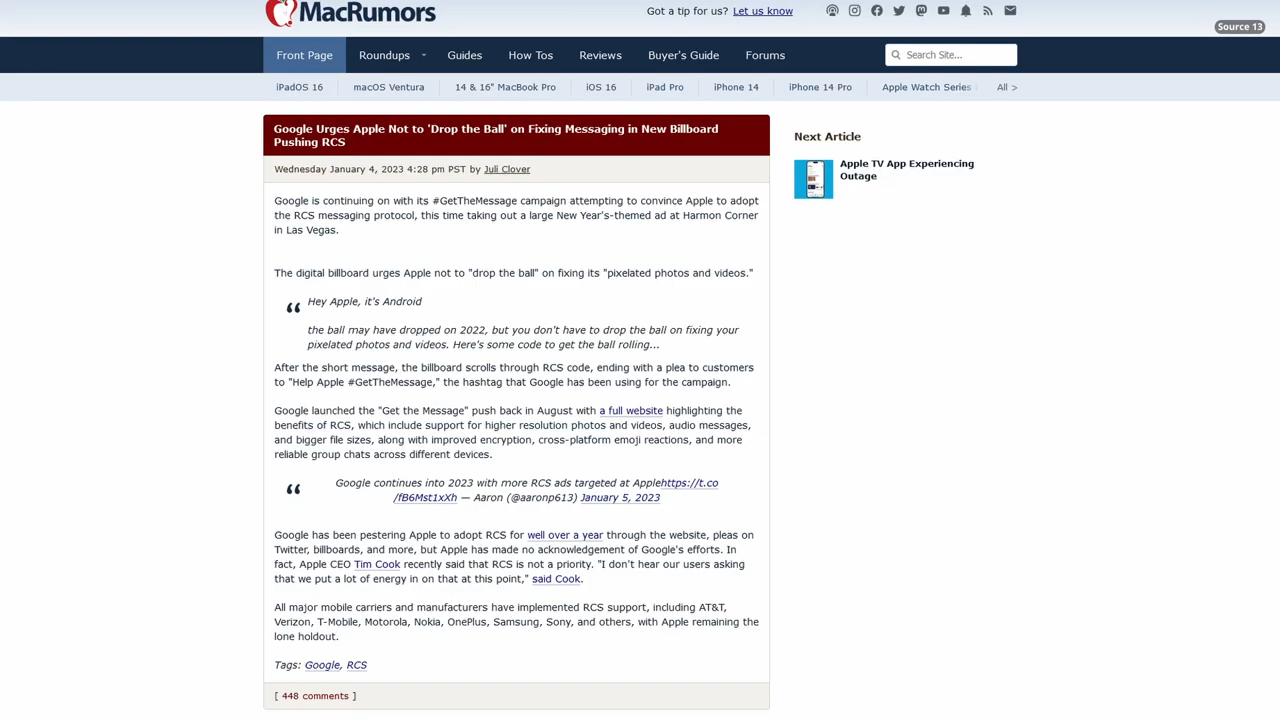 MacRumors
Got a tip for us? Let us know
Source 13
Front Page
Roundups
Guides
How Tos
Reviews
Buyer's Guide
Forums
Search Site...
iPadOS 16
macOS Ventura
14 & 16" MacBook Pro
iOS 16
iPad Pro
iPhone 14
iPhone 14 Pro
Apple Watch Series
All >
Google Urges Apple Not to 'Drop the Ball' on Fixing Messaging in New Billboard
Pushing RCS
Wednesday January 4, 2023 4:28 pm PST by Juli Clover
Google is continuing on with its #GetTheMessage campaign attempting to convince Apple to adopt
the RCS messaging protocol, this time taking out a large New Year's-themed ad at Harmon Corner
in Las Vegas.
The digital billboard urges Apple not to "drop the ball" on fixing its "pixelated photos and videos."
“ Hey Apple, it's Android
the ball may have dropped on 2022, but you don't have to drop the ball on fixing your
pixelated photos and videos. Here's some code to get the ball rolling...
After the short message, the billboard scrolls through RCS code, ending with a plea to customers
to "Help Apple #GetTheMessage," the hashtag that Google has been using for the campaign.
Google launched the "Get the Message" push back in August with a full website highlighting the
benefits of RCS, which include support for higher resolution photos and videos, audio messages,
and bigger file sizes, along with improved encryption, cross-platform emoji reactions, and more
reliable group chats across different devices.
“ Google continues into 2023 with more RCS ads targeted at Applehttps://t.co
/fB6Mst1xXh — Aaron (@aaronp613) January 5, 2023
Google has been pestering Apple to adopt RCS for well over a year through the website, pleas on
Twitter, billboards, and more, but Apple has made no acknowledgement of Google's efforts. In
fact, Apple CEO Tim Cook recently said that RCS is not a priority. "I don't hear our users asking
that we put a lot of energy in on that at this point," said Cook.
All major mobile carriers and manufacturers have implemented RCS support, including AT&T,
Verizon, T-Mobile, Motorola, Nokia, OnePlus, Samsung, Sony, and others, with Apple remaining the
lone holdout.
Tags: Google, RCS
[ 448 comments ]
Next Article
Apple TV App Experiencing
Outage